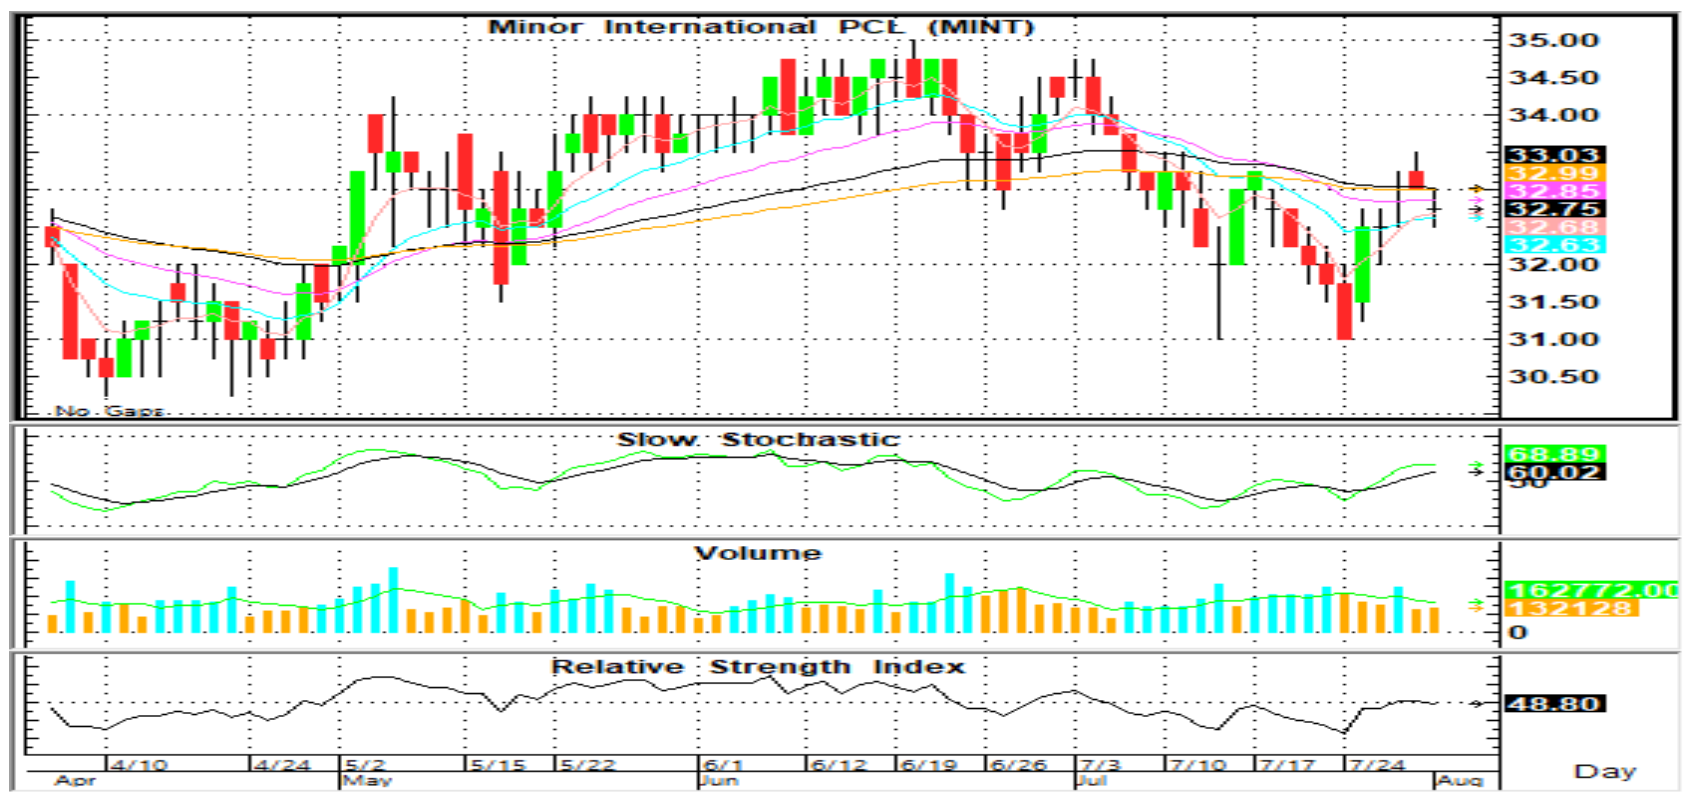 Minor International PCL (MINT)
35.00
34.50
34.00
33.03
32.99
32.85
32.75
32.68
32.63
32.00
31.50
31.00
30.50
No Gaps
Slow Stochastic
68.89
60.02
50
Volume
162772.00
132128
0
Relative Strength Index
48.80
4/10 4/24 5/2 5/15 5/22 6/1 6/12 6/19 6/26 7/3 7/10 7/17 7/24
Apr May Jun Jul Aug
Day